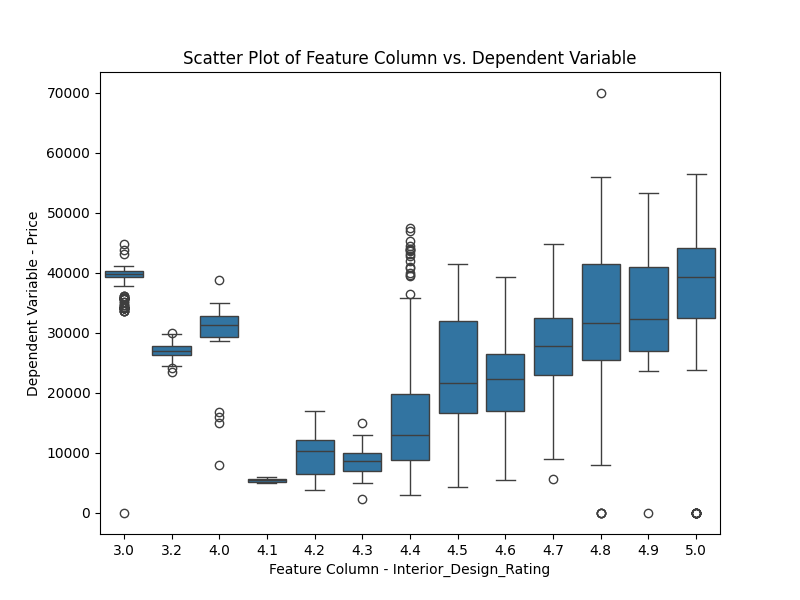 Scatter Plot of Feature Column vs. Dependent Variable
Dependent Variable - Price
70000
60000
50000
40000
30000
20000
10000
0
3.0 3.2 4.0 4.1 4.2 4.3 4.4 4.5 4.6 4.7 4.8 4.9 5.0
Feature Column - Interior_Design_Rating